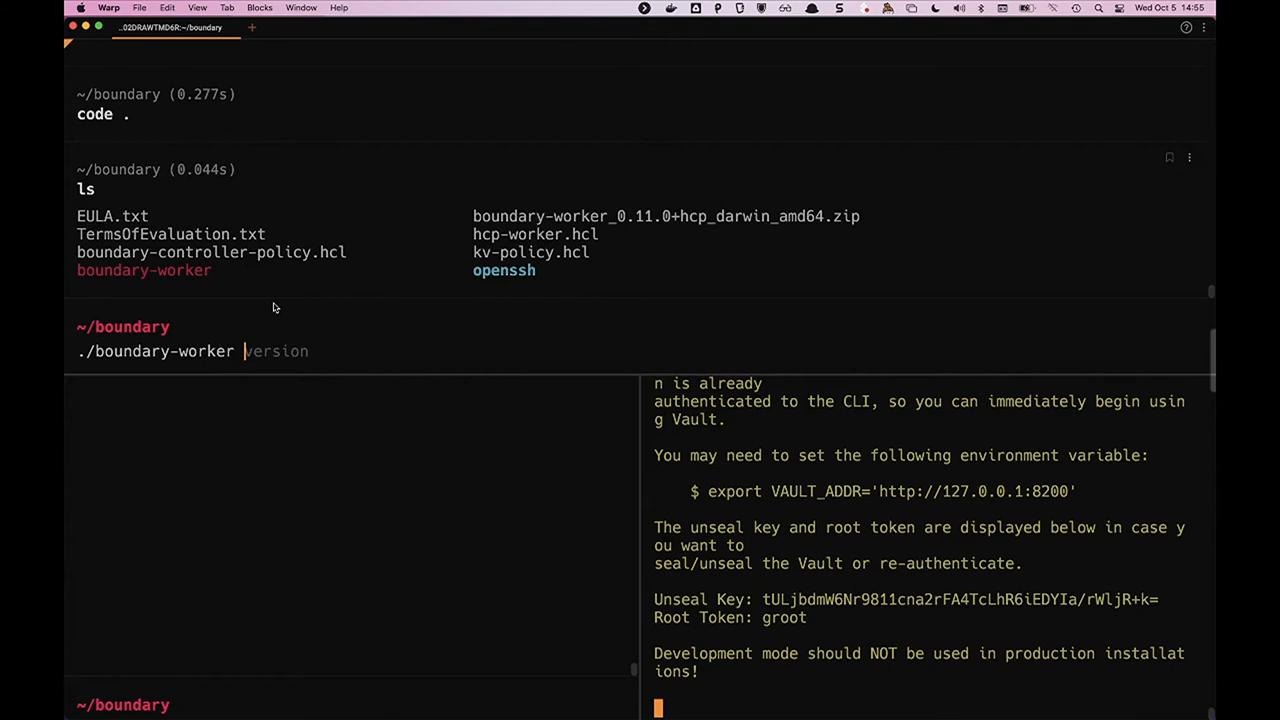 Warp File Edit View Tab Blocks Window Help Wed Oct 5 14:55
..02DRAWTMD6R:~/boundary
~/boundary (0.277s)
code .
~/boundary (0.044s)
ls
EULA.txt boundary-worker_0.11.0+hcp_darwin_amd64.zip
TermsOfEvaluation.txt hcp-worker.hcl
boundary-controller-policy.hcl kv-policy.hcl
boundary-worker openssh
~/boundary
./boundary-worker version
n is already
authenticated to the CLI, so you can immediately begin usin
g Vault.
You may need to set the following environment variable:
$ export VAULT_ADDR='http://127.0.0.1:8200'
The unseal key and root token are displayed below in case y
ou want to
seal/unseal the Vault or re-authenticate.
Unseal Key: tULjbdmW6Nr9811cna2rFA4TcLhR6iEDYIa/rWljR+k=
Root Token: groot
Development mode should NOT be used in production installat
ions!
~/boundary